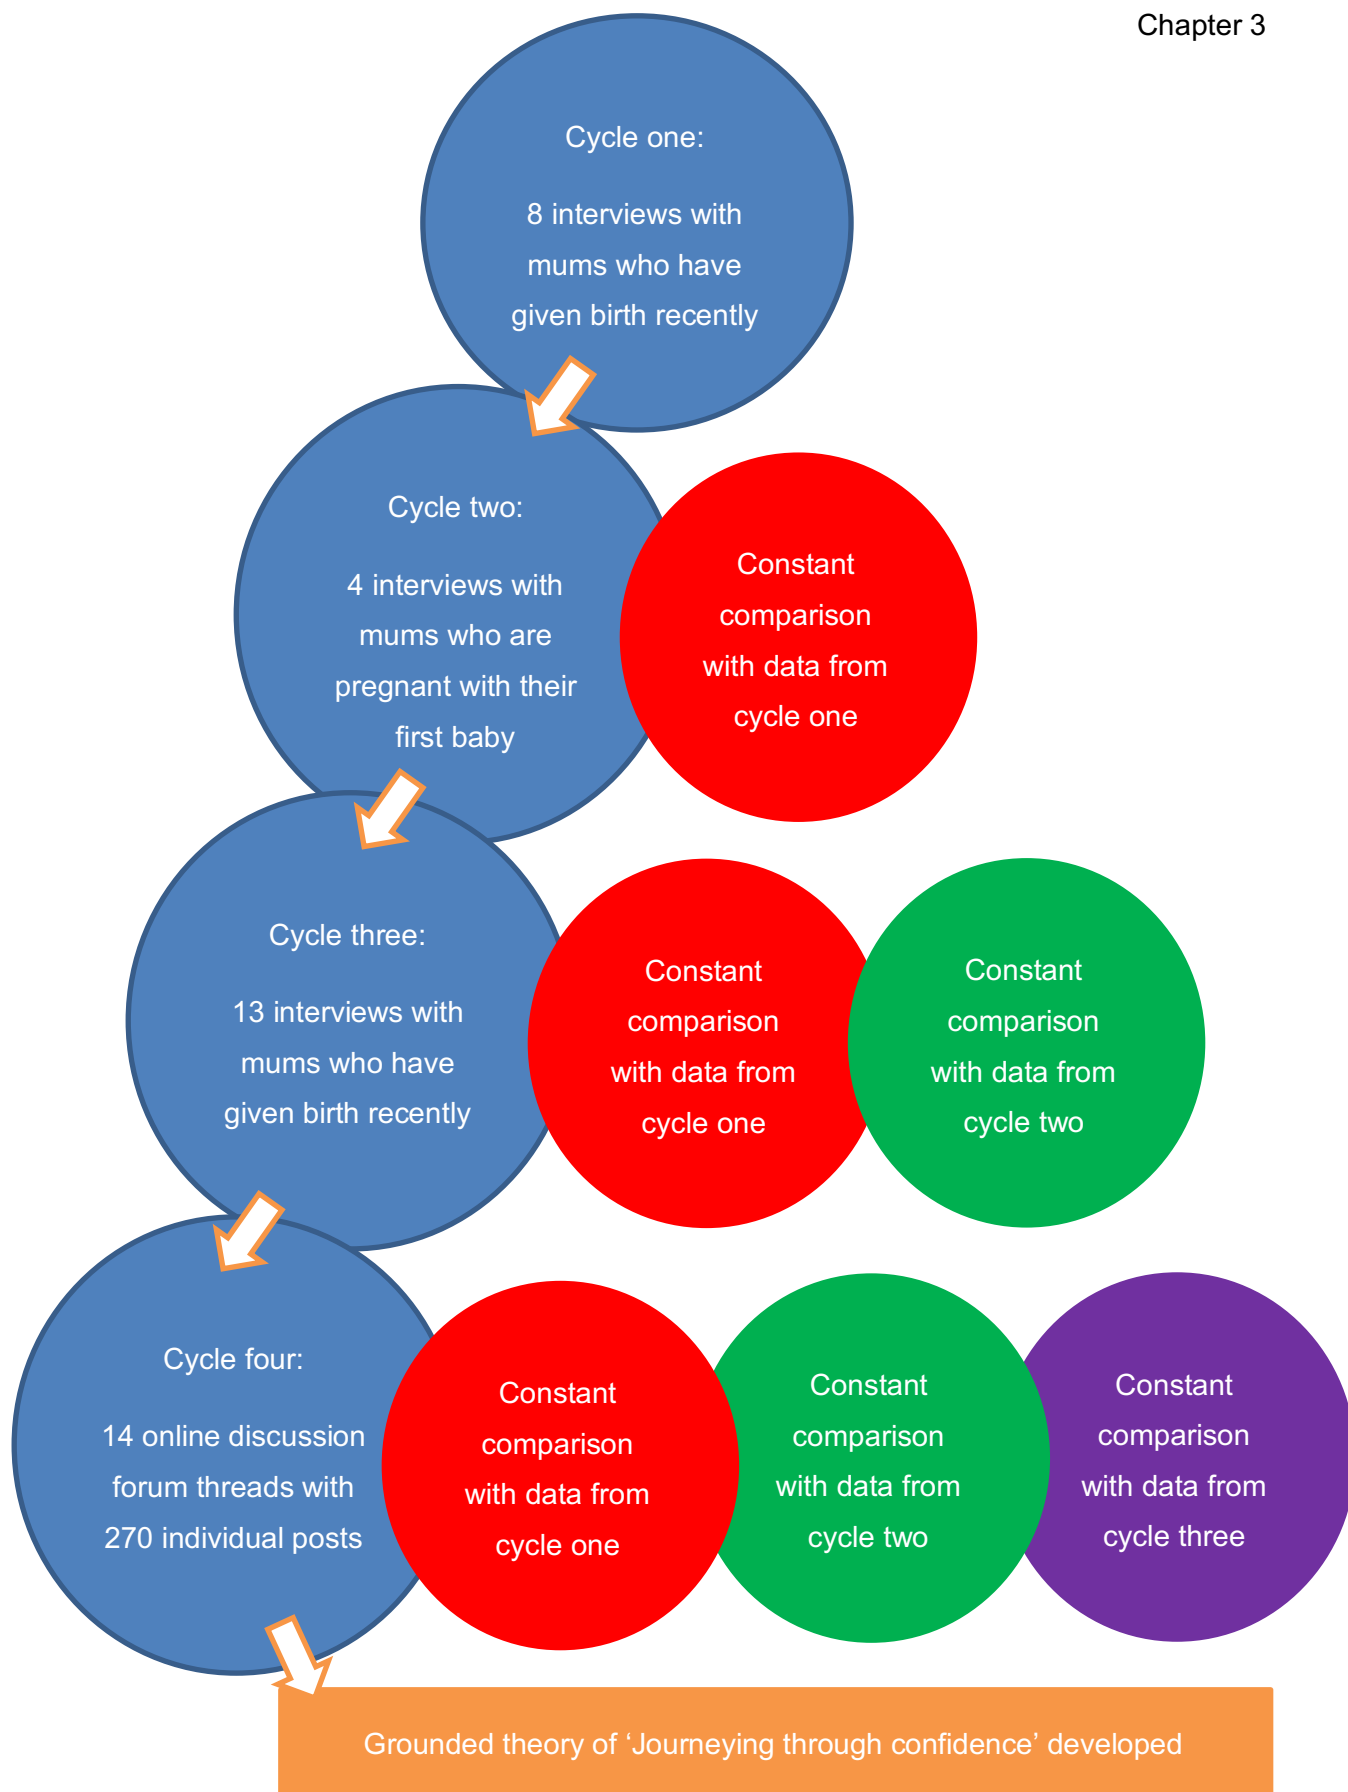 Chapter 3
Cycle one:
8 interviews with
mums who have
given birth recently
Cycle two:
4 interviews with
mums who are
pregnant with their
first baby
Constant
comparison
with data from
cycle one
Cycle three:
13 interviews with
mums who have
given birth recently
Constant
comparison
with data from
cycle one
Constant
comparison
with data from
cycle two
Cycle four:
14 online discussion
forum threads with
270 individual posts
Constant
comparison
with data from
cycle one
Constant
comparison
with data from
cycle two
Constant
comparison
with data from
cycle three
Grounded theory of ‘Journeying through confidence’ developed